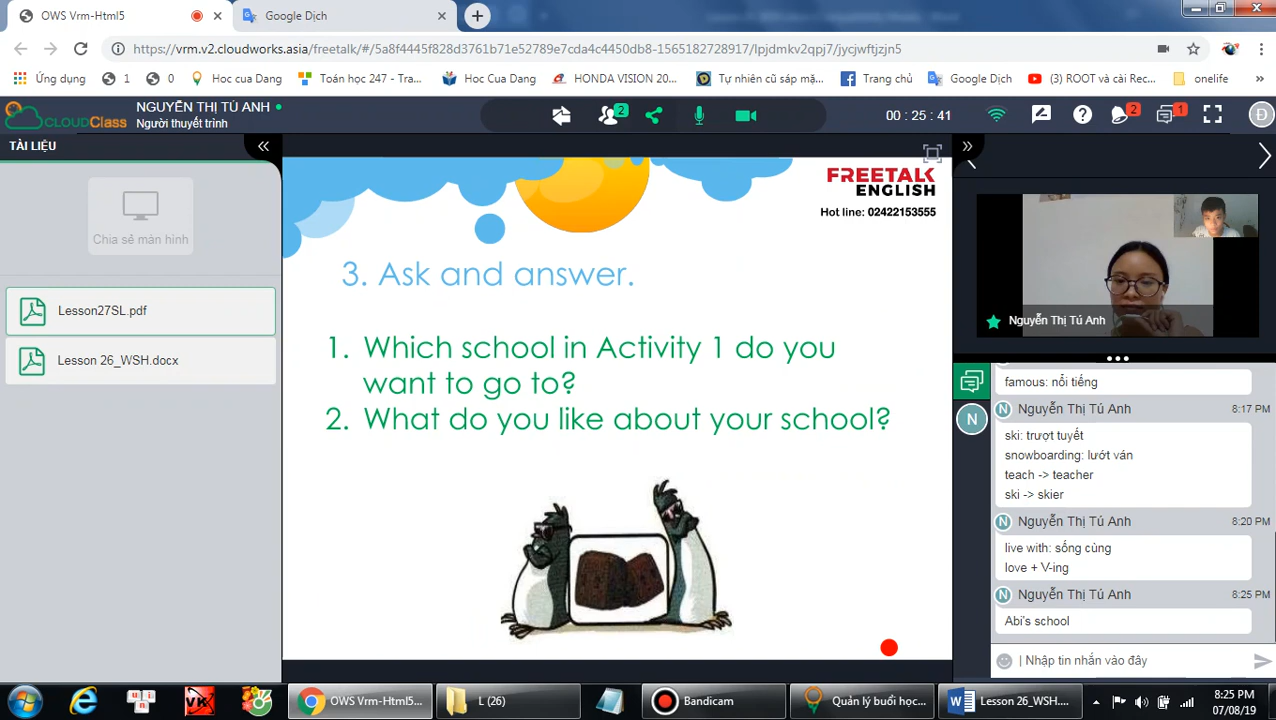 OWS Vrm-Html5
Google Dịch
https://vrm.v2.cloudworks.asia/freetalk/#/5a8f4445f828d3761b71e52789e7cda4c4450db8-1565182728917/lpjdmkv2qpj7/jycjwftjzjn5
Ứng dụng
1
0
Hoc cua Dang
Toán học 247 - Tra...
Học Cua Dang
HONDA VISION 20...
Tự nhiên cũ sáp mặ...
Trang chủ
Google Dịch
(3) ROOT và cài Rec...
onelife
»
CLOUDClass
NGUYỄN THỊ TÚ ANH
Người thuyết trình
2
00 : 25 : 41
2
1
Đ
TÀI LIỆU
Chia sẻ màn hình
Lesson27SL.pdf
Lesson 26_WSH.docx
FREETALK
ENGLISH
Hot line: 02422153555
3. Ask and answer.
1. Which school in Activity 1 do you
want to go to?
2. What do you like about your school?
Nguyễn Thị Tú Anh
famous: nổi tiếng
N Nguyễn Thị Tú Anh 8:17 PM
N
ski: trượt tuyết
snowboarding: lướt ván
teach -> teacher
ski -> skier
N Nguyễn Thị Tú Anh 8:20 PM
live with: sống cùng
love + V-ing
N Nguyễn Thị Tú Anh 8:25 PM
Abi's school
Nhập tin nhắn vào đây
OWS Vrm-Html5...
L (26)
Bandicam
Quản lý buổi học...
Lesson 26_WSH....
8:25 PM
07/08/19